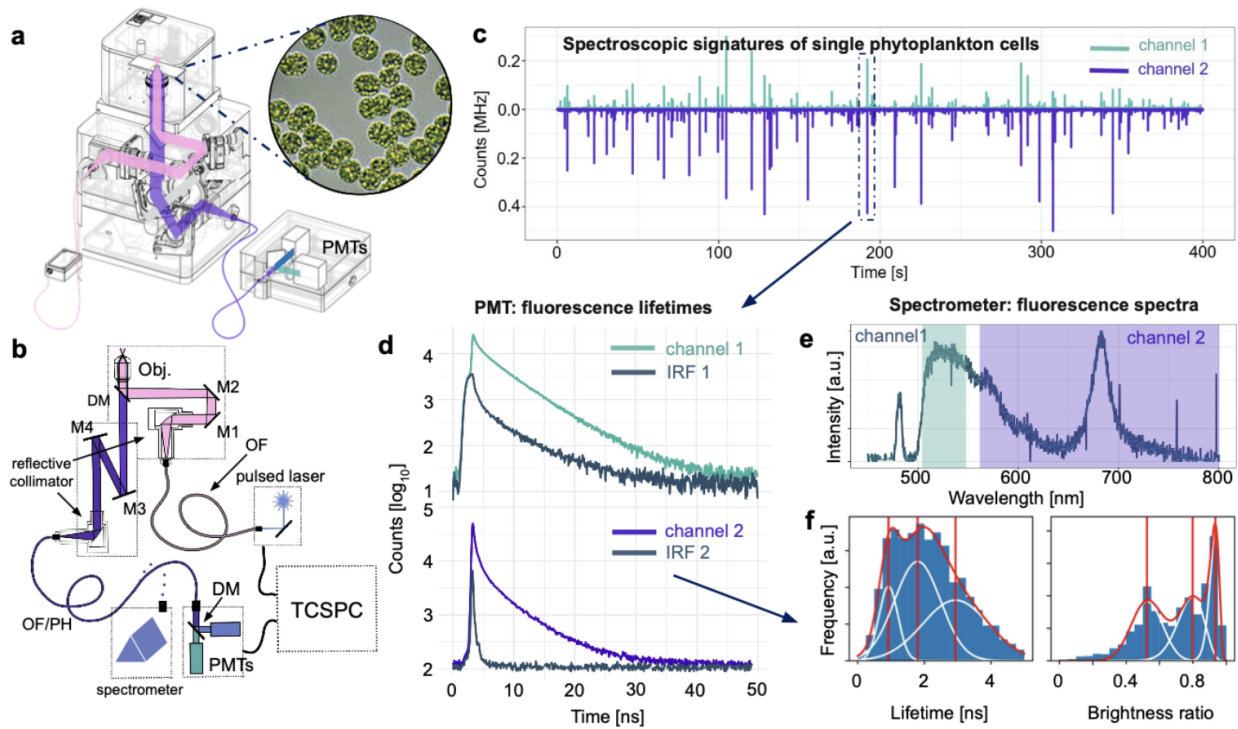 a
PMTs
c
Spectroscopic signatures of single phytoplankton cells
channel 1
channel 2
Counts [MHz]
0.2
0.0
0.2
0.4
0
100
200
300
400
Time [s]
b
Obj.
DM
M2
M1
M4
M3
reflective
collimator
OF
pulsed laser
OF/PH
DM
TCSPC
PMTs
spectrometer
PMT: fluorescence lifetimes
d
channel 1
IRF 1
4
3
2
1
Counts [log10]
5
channel 2
IRF 2
4
3
2
0
10
20
30
40
50
Time [ns]
Spectrometer: fluorescence spectra
e
channel1
channel 2
Intensity [a.u.]
500
600
700
800
Wavelength [nm]
f
Frequency [a.u.]
0
2
4
Lifetime [ns]
0
0.4
0.8
Brightness ratio